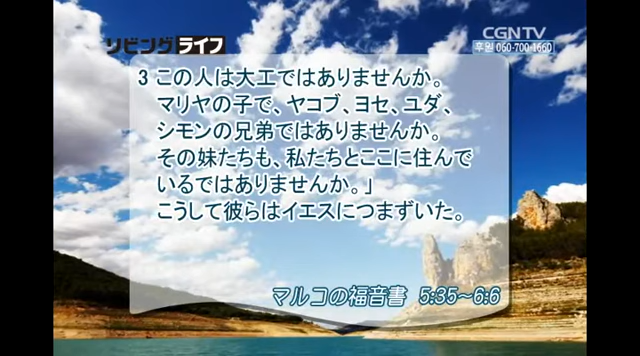 リビングライフ
CGNTV
후원 060-700-1660
3 この人は大工ではありませんか。
マリヤの子で、ヤコブ、ヨセ、ユダ、
シモンの兄弟ではありませんか。
その妹たちも、私たちとここに住んで
いるではありませんか。」
こうして彼らはイエスにつまずいた。
マルコの福音書 5:35～6:6